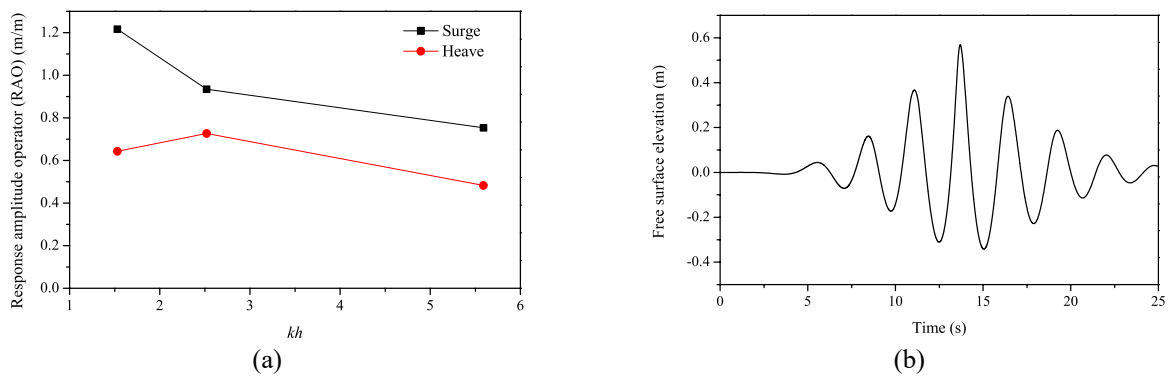 Response amplitude operator (RAO) (m/m)
1.2
1.0
0.8
0.6
0.4
0.2
0.0
1 2 3 4 5 6
kh
Surge
Heave
(a)
Free surface elevation (m)
0.6
0.4
0.2
0.0
-0.2
-0.4
0 5 10 15 20 25
Time (s)
(b)